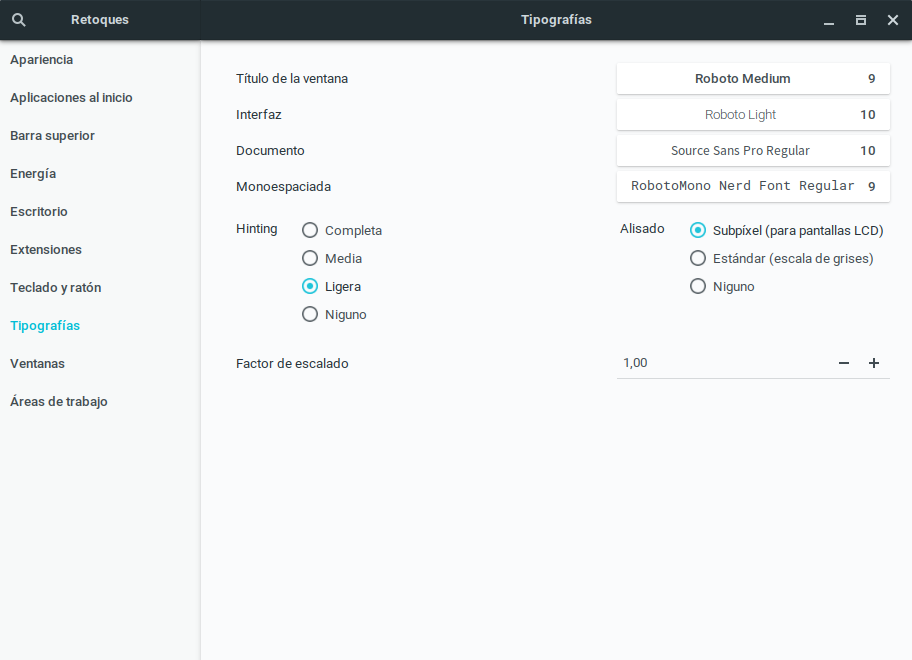 Retoques
Tipografías
Apariencia
Aplicaciones al inicio
Barra superior
Energía
Escritorio
Extensiones
Teclado y ratón
Tipografías
Ventanas
Áreas de trabajo
Título de la ventana Roboto Medium 9
Interfaz Roboto Light 10
Documento Source Sans Pro Regular 10
Monoespaciada RobotoMono Nerd Font Regular 9
Hinting
Completa
Media
Ligera
Niguno
Alisado
Subpíxel (para pantallas LCD)
Estándar (escala de grises)
Niguno
Factor de escalado 1,00